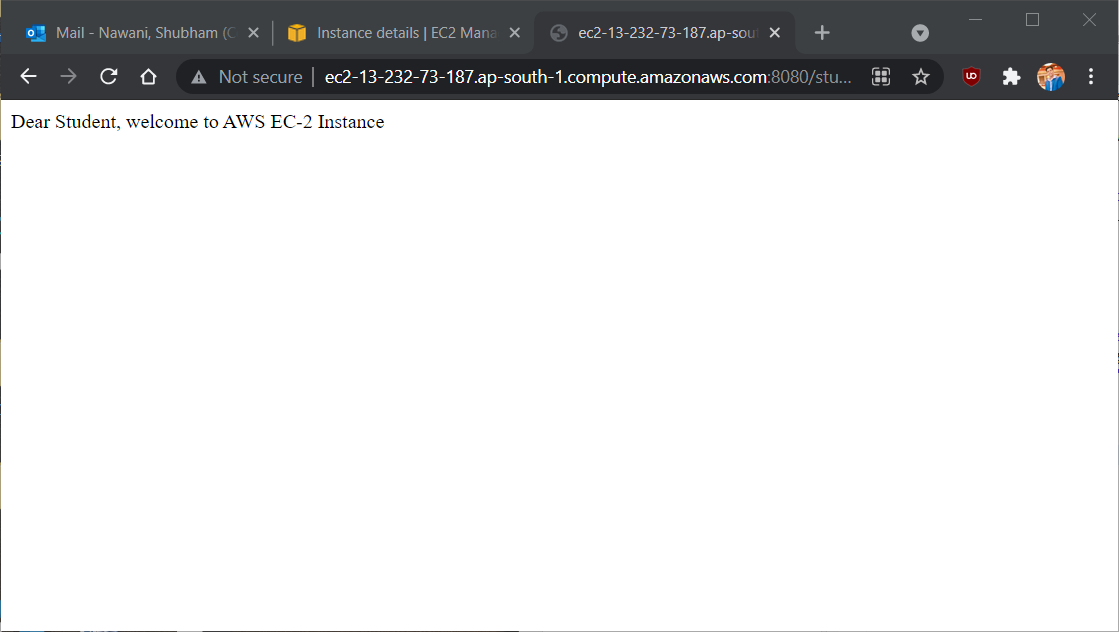 Mail - Nawani, Shubham (C
Instance details | EC2 Mana
ec2-13-232-73-187.ap-sout
Not secure
ec2-13-232-73-187.ap-south-1.compute.amazonaws.com:8080/stu...
Dear Student, welcome to AWS EC-2 Instance